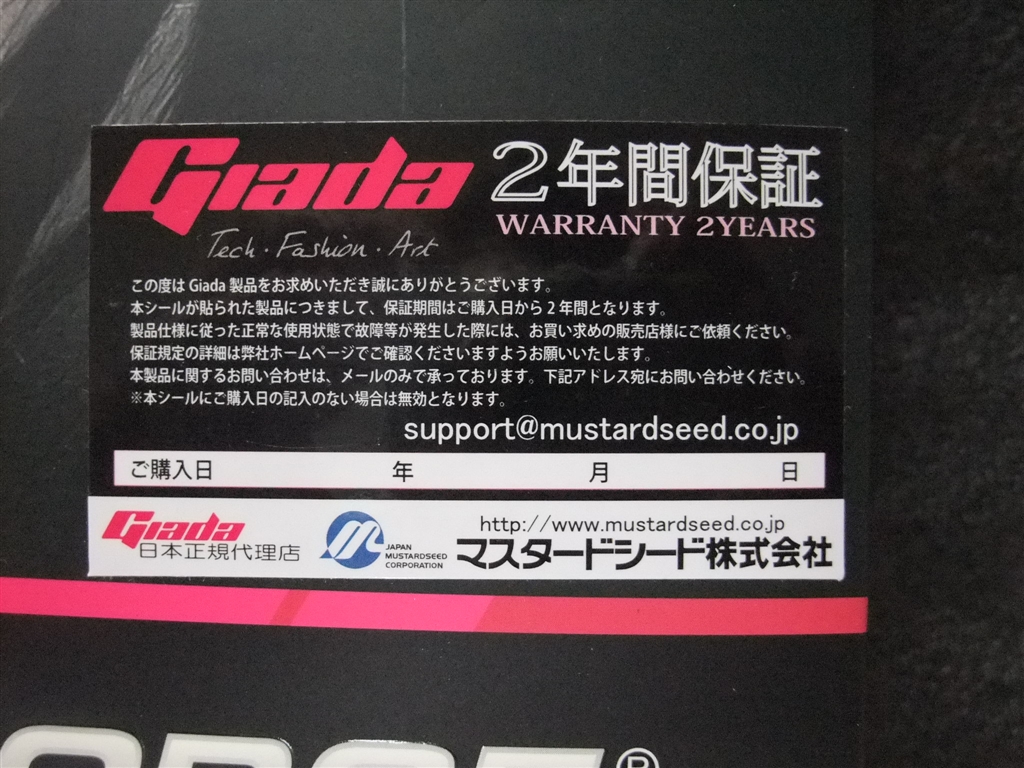 Giada
2年間保証
WARRANTY 2YEARS
Tech・Fashion・Art
この度は Giada 製品をお求めいただき誠にありがとうございます。
本シールが貼られた製品につきまして、保証期間はご購入日から 2 年間となります。
製品仕様に従った正常な使用状態で故障等が発生した際には、お買い求めの販売店様にご依頼ください。
保証規定の詳細は弊社ホームページでご確認くださいますようお願いいたします。
本製品に関するお問い合わせは、メールのみで承っております。下記アドレス宛にお問い合わせください。
※本シールにご購入日の記入のない場合は無効となります。
support@mustardseed.co.jp
ご購入日 年 月 日
Giada
日本正規代理店
JAPAN
MUSTARDSEED
CORPORATION
http://www.mustardseed.co.jp
マスタードシード株式会社
®